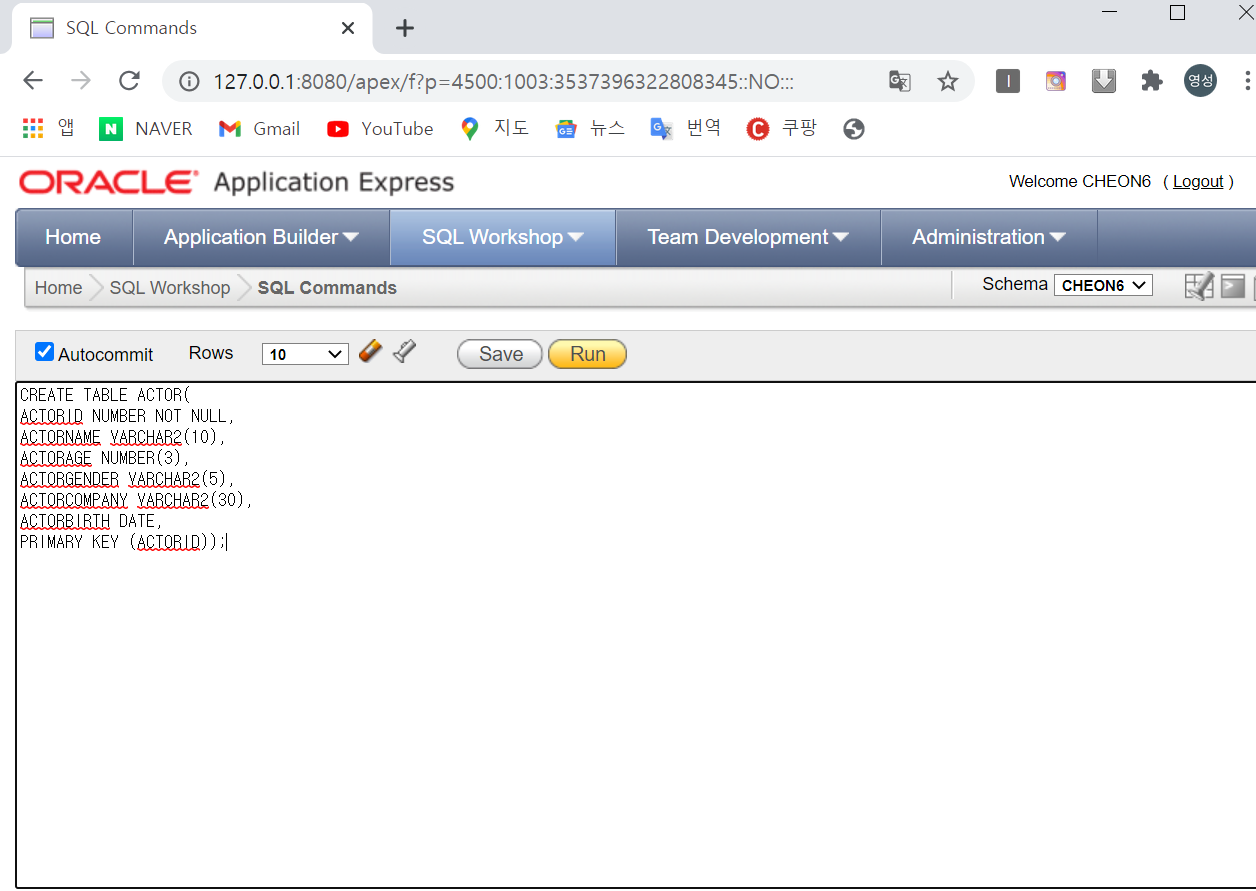 SQL Commands
127.0.0.1:8080/apex/f?p=4500:1003:3537396322808345::NO:::
영성
앱 NAVER Gmail YouTube 지도 뉴스 번역 쿠팡
ORACLE Application Express
Welcome CHEON6 ( Logout )
Home Application Builder SQL Workshop Team Development Administration
Home SQL Workshop SQL Commands Schema CHEON6
Autocommit Rows 10 Save Run
CREATE TABLE ACTOR(
ACTORID NUMBER NOT NULL,
ACTORNAME VARCHAR2(10),
ACTORAGE NUMBER(3),
ACTORGENDER VARCHAR2(5),
ACTORCOMPANY VARCHAR2(30),
ACTORBIRTH DATE,
PRIMARY KEY (ACTORID));